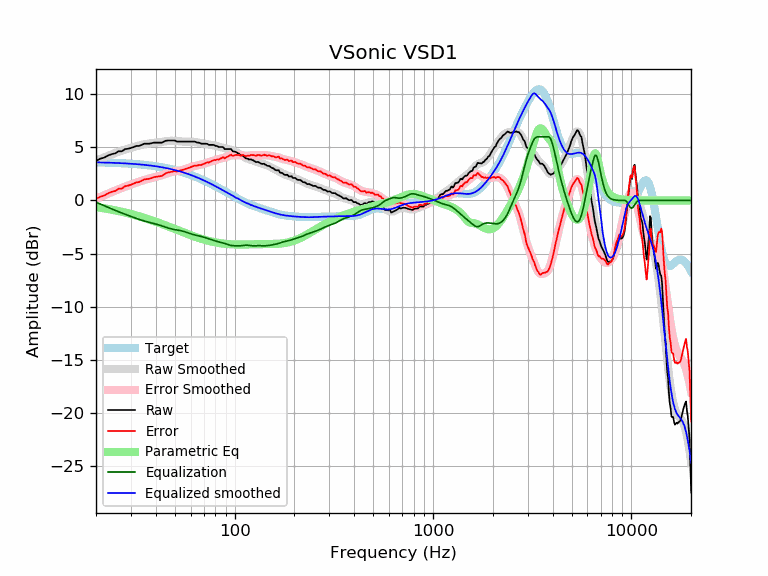 VSonic VSD1
Amplitude (dBr)
10
5
0
−5
−10
−15
−20
−25
Target
Raw Smoothed
Error Smoothed
Raw
Error
Parametric Eq
Equalization
Equalized smoothed
100
1000
10000
Frequency (Hz)